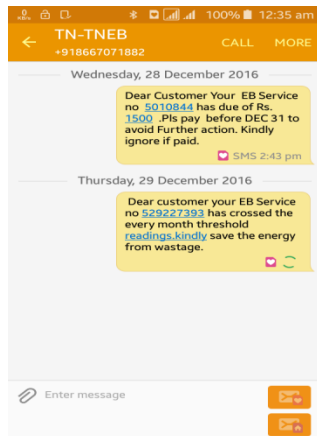 100% 12:35 am
TN-TNEB
+918667071882
CALL MORE
Wednesday, 28 December 2016
Dear Customer Your EB Service
no 5010844 has due of Rs.
1500 .Pls pay before DEC 31 to
avoid Further action. Kindly
ignore if paid.
SMS 2:43 pm
Thursday, 29 December 2016
Dear customer your EB Service
no 529227393 has crossed the
every month threshold
readings.kindly save the energy
from wastage.
Enter message